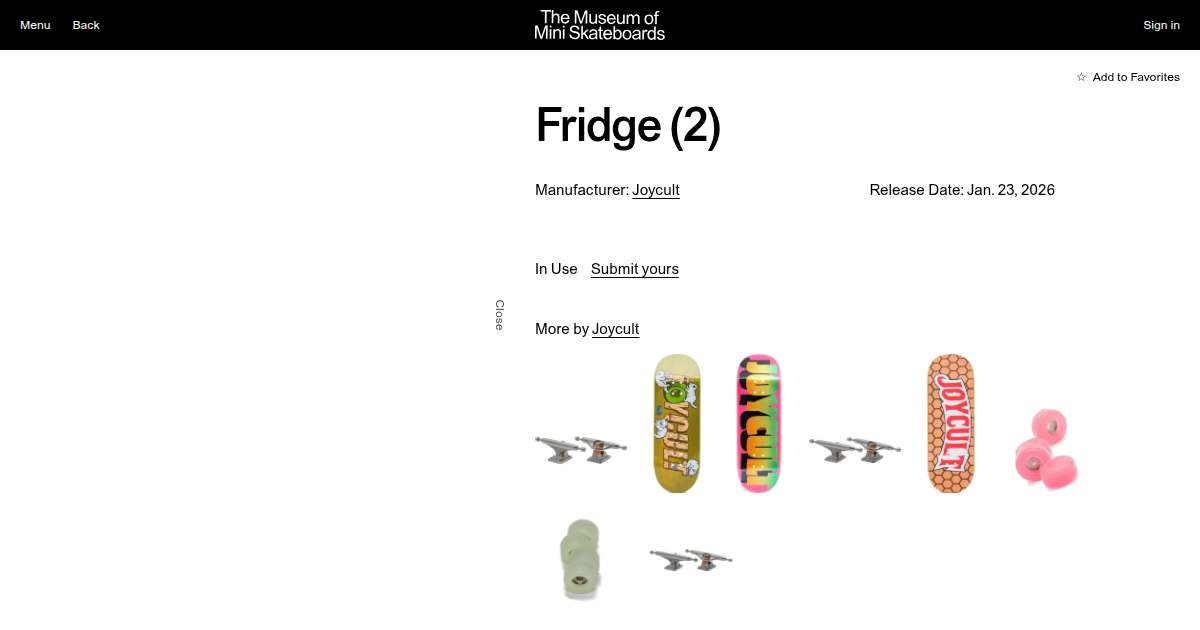 Menu
Back
The Museum of
Mini Skateboards
Sign in
☆ Add to Favorites
Fridge (2)
Manufacturer: Joycult
Release Date: Jan. 23, 2026
In Use Submit yours
Close
More by Joycult
JOYCULT
JOYCULT
JOYCULT